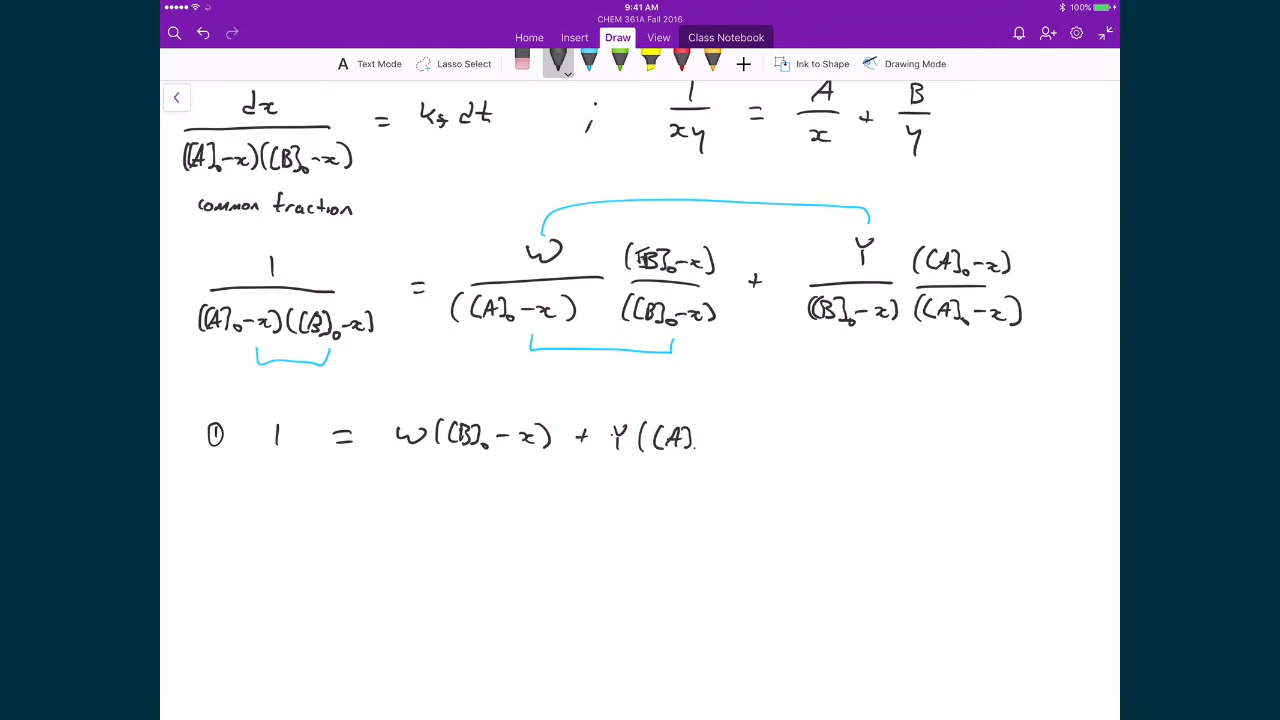 9:41 AM
100%
CHEM 361A Fall 2016
Home Insert Draw View Class Notebook
A Text Mode Lasso Select Ink to Shape Drawing Mode
dx / ([A]₀-x)([B]₀-x) = k_f dt ; 1/xy = A/x + B/y
common fraction
1 / ([A]₀-x)([B]₀-x) = W/([A]₀-x) ([B]₀-x)/([B]₀-x) + Y/([B]₀-x) ([A]₀-x)/([A]₀-x)
① 1 = W([B]₀-x) + Y([A].